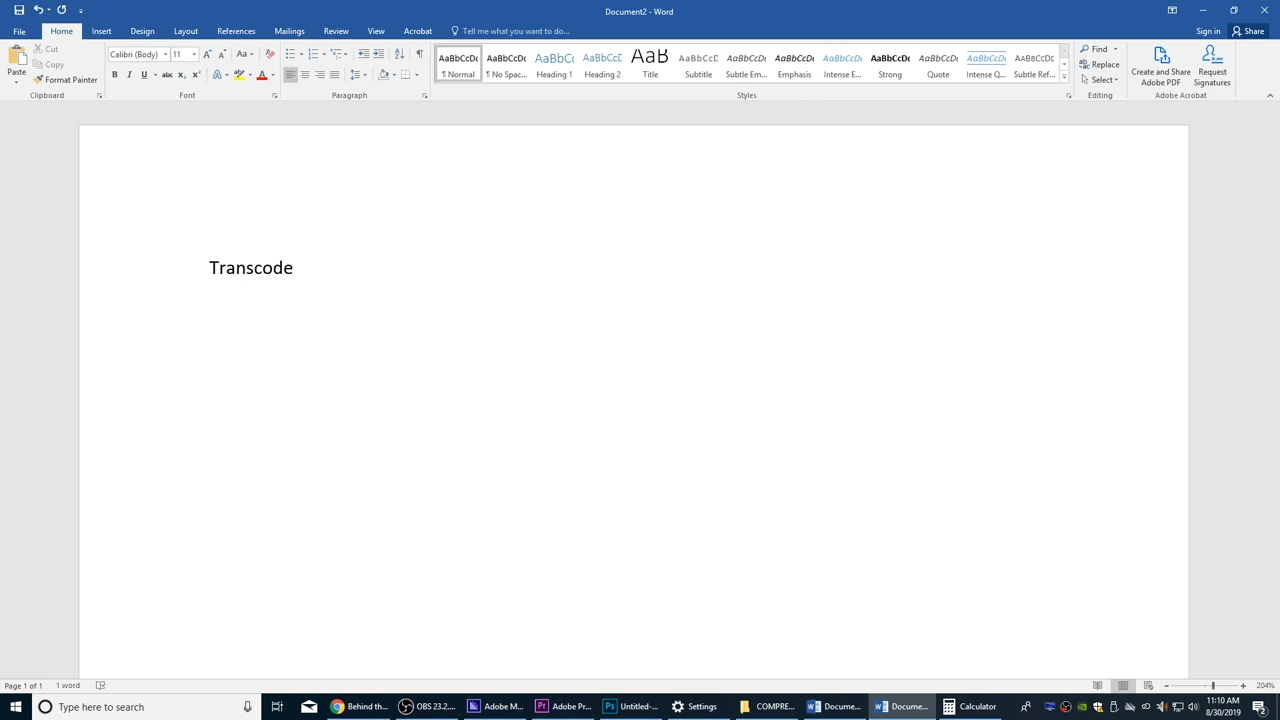 Document2 - Word
File Home Insert Design Layout References Mailings Review View Acrobat Tell me what you want to do... Sign in Share
Calibri (Body) 11
Paste
Cut
Copy
Format Painter
AaBbCcDc AaBbCcDc AaBbC AaBbCcC AaB AaBbCcD AaBbCcDc AaBbCcDc AaBbCcDc AaBbCcDc AaBbCcDc AaBbCcDc AaBbCcDc
¶ Normal ¶ No Spac... Heading 1 Heading 2 Title Subtitle Subtle Em... Emphasis Intense E... Strong Quote Intense Q... Subtle Ref...
Find
Replace
Select
Create and Share Adobe PDF
Request Signatures
Clipboard Font Paragraph Styles Editing Adobe Acrobat
Transcode
Page 1 of 1 1 word 204%
Type here to search
Behind th...
OBS 23.2....
Adobe M...
Adobe Pr...
Untitled-...
Settings
COMPRE...
Docume...
Docume...
Calculator
11:10 AM
8/30/2019